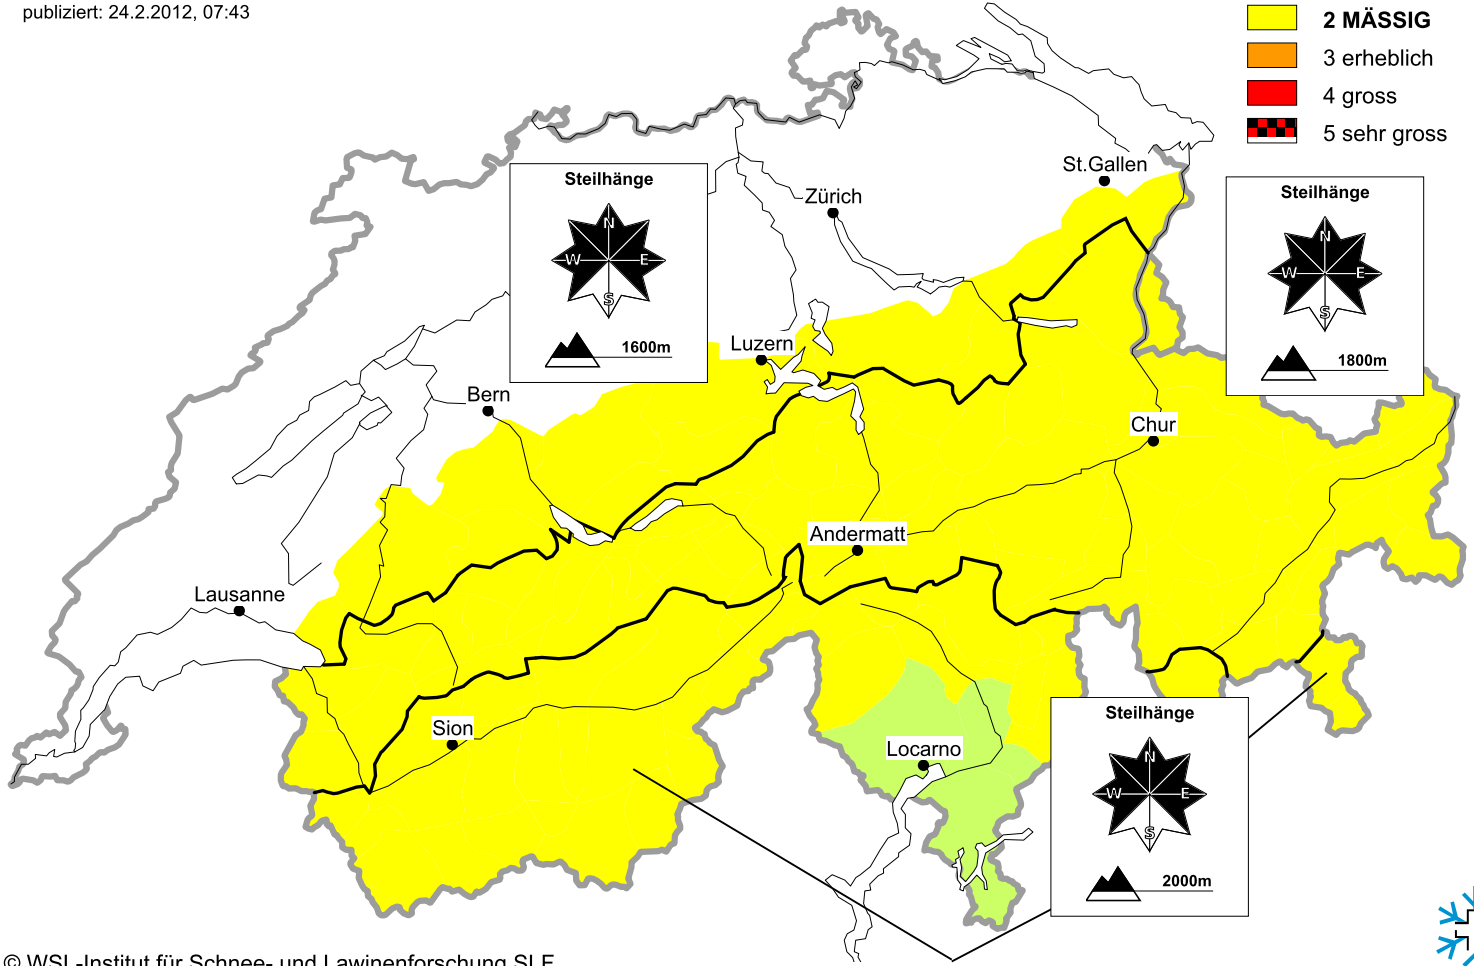 publiziert: 24.2.2012, 07:43
2 MÄSSIG
3 erheblich
4 gross
5 sehr gross
St.Gallen
Steilhänge
N
W E
S
1600m
Zürich
Steilhänge
N
W E
S
1800m
Luzern
Bern
Chur
Andermatt
Lausanne
Sion
Locarno
Steilhänge
N
W E
S
2000m
© WSL-Institut für Schnee- und Lawinenforschung SLF